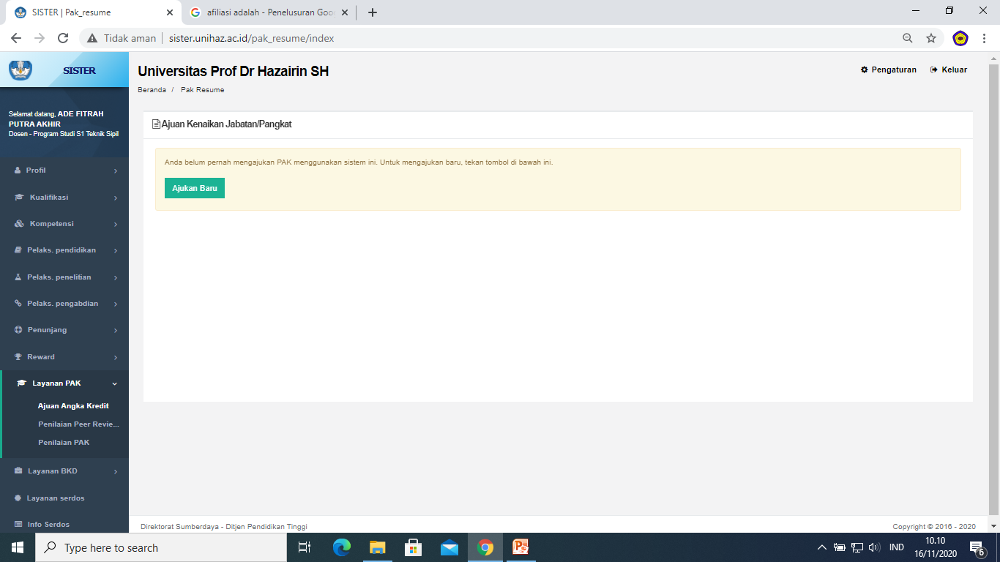 SISTER | Pak_resume
afiliasi adalah - Penelusuran Goo
Tidak aman
sister.unihaz.ac.id/pak_resume/index
SISTER
Selamat datang, ADE FITRAH
PUTRA AKHIR
Dosen - Program Studi S1 Teknik Sipil
Profil
Kualifikasi
Kompetensi
Pelaks. pendidikan
Pelaks. penelitian
Pelaks. pengabdian
Penunjang
Reward
Layanan PAK
Ajuan Angka Kredit
Penilaian Peer Revie...
Penilaian PAK
Layanan BKD
Layanan serdos
Info Serdos
Universitas Prof Dr Hazairin SH
Pengaturan
Keluar
Beranda / Pak Resume
Ajuan Kenaikan Jabatan/Pangkat
Anda belum pernah mengajukan PAK menggunakan sistem ini. Untuk mengajukan baru, tekan tombol di bawah ini.
Ajukan Baru
Direktorat Sumberdaya - Ditjen Pendidikan Tinggi
Copyright © 2016 - 2020
Type here to search
IND
10.10
16/11/2020
6